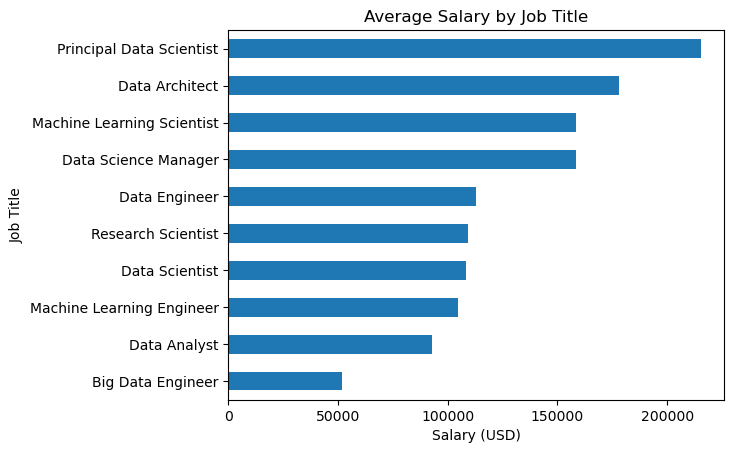 Average Salary by Job Title
Principal Data Scientist
Data Architect
Machine Learning Scientist
Data Science Manager
Data Engineer
Research Scientist
Data Scientist
Machine Learning Engineer
Data Analyst
Big Data Engineer
Job Title
0 50000 100000 150000 200000
Salary (USD)